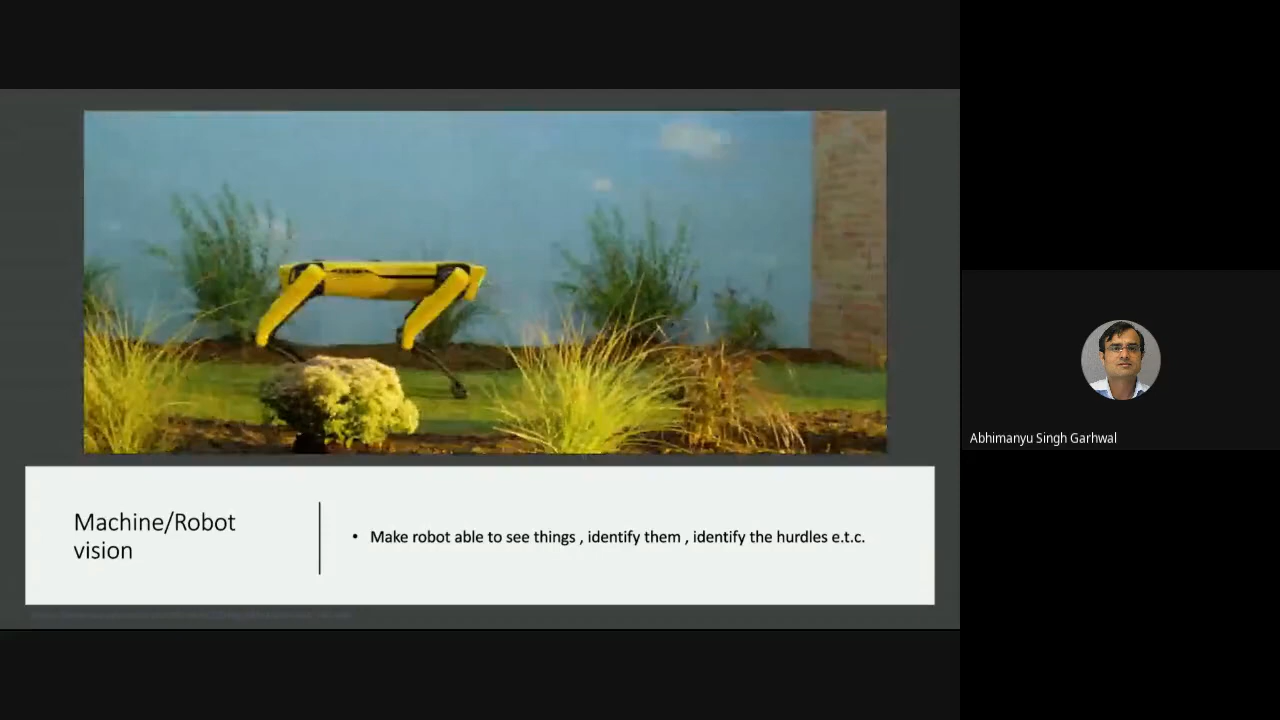 Machine/Robot
vision
• Make robot able to see things , identify them , identify the hurdles e.t.c.
Abhimanyu Singh Garhwal